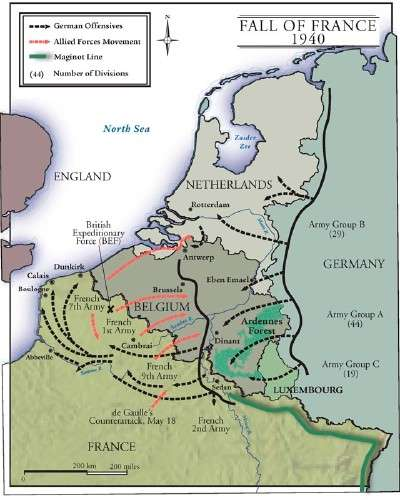 FALL OF FRANCE
1940
German Offensives
Allied Forces Movement
Maginot Line
(44) Number of Divisions
N
North Sea
Zuider
Zee
ENGLAND
NETHERLANDS
Rotterdam
British
Expeditionary
Force (BEF)
Army Group B
(29)
Antwerp
GERMANY
Dunkirk
Calais
Boulogne
Brussels
Eben Emael
French
7th Army
BELGIUM
French
1st Army
Ardennes
Forest
Army Group A
(44)
Cambrai
Dinant
Abbeville
French
9th Army
Army Group C
(19)
Sedan
LUXEMBOURG
de Gaulle's
Counterattack, May 18
French
2nd Army
FRANCE
0 200 km 200 miles